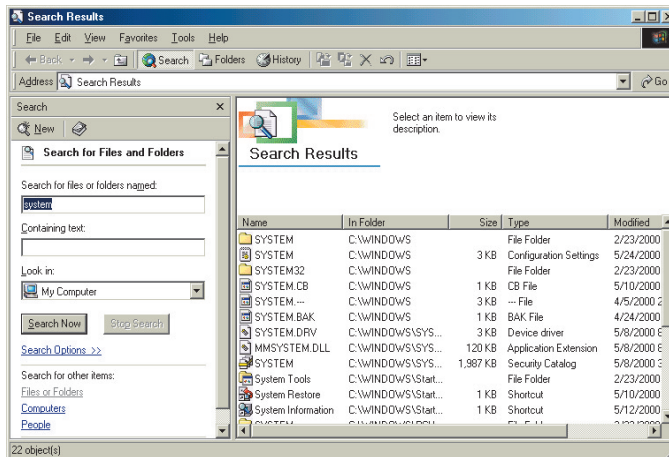 Search Results
File Edit View Favorites Tools Help
Back Search Folders History
Address Search Results Go
Search
New
Search for Files and Folders
Search for files or folders named:
system
Containing text:
Look in:
My Computer
Search Now Stop Search
Search Options >>
Search for other items:
Files or Folders
Computers
People
Select an item to view its
description.
Search Results
Name In Folder Size Type Modified
SYSTEM C:\WINDOWS File Folder 2/23/2000
SYSTEM C:\WINDOWS 3 KB Configuration Settings 5/24/2000
SYSTEM32 C:\WINDOWS File Folder 2/23/2000
SYSTEM.CB C:\WINDOWS 1 KB CB File 5/10/2000
SYSTEM.--- C:\WINDOWS 3 KB --- File 4/5/2000 2
SYSTEM.BAK C:\WINDOWS 1 KB BAK File 4/24/2000
SYSTEM.DRV C:\WINDOWS\SYS... 3 KB Device driver 5/8/2000 6
MMSYSTEM.DLL C:\WINDOWS\SYS... 120 KB Application Extension 5/8/2000 6
SYSTEM C:\WINDOWS\SYS... 1,987 KB Security Catalog 5/8/2000 3
System Tools C:\WINDOWS\Start... File Folder 2/23/2000
System Restore C:\WINDOWS\Start... 1 KB Shortcut 5/10/2000
System Information C:\WINDOWS\Start... 1 KB Shortcut 5/12/2000
22 object(s)